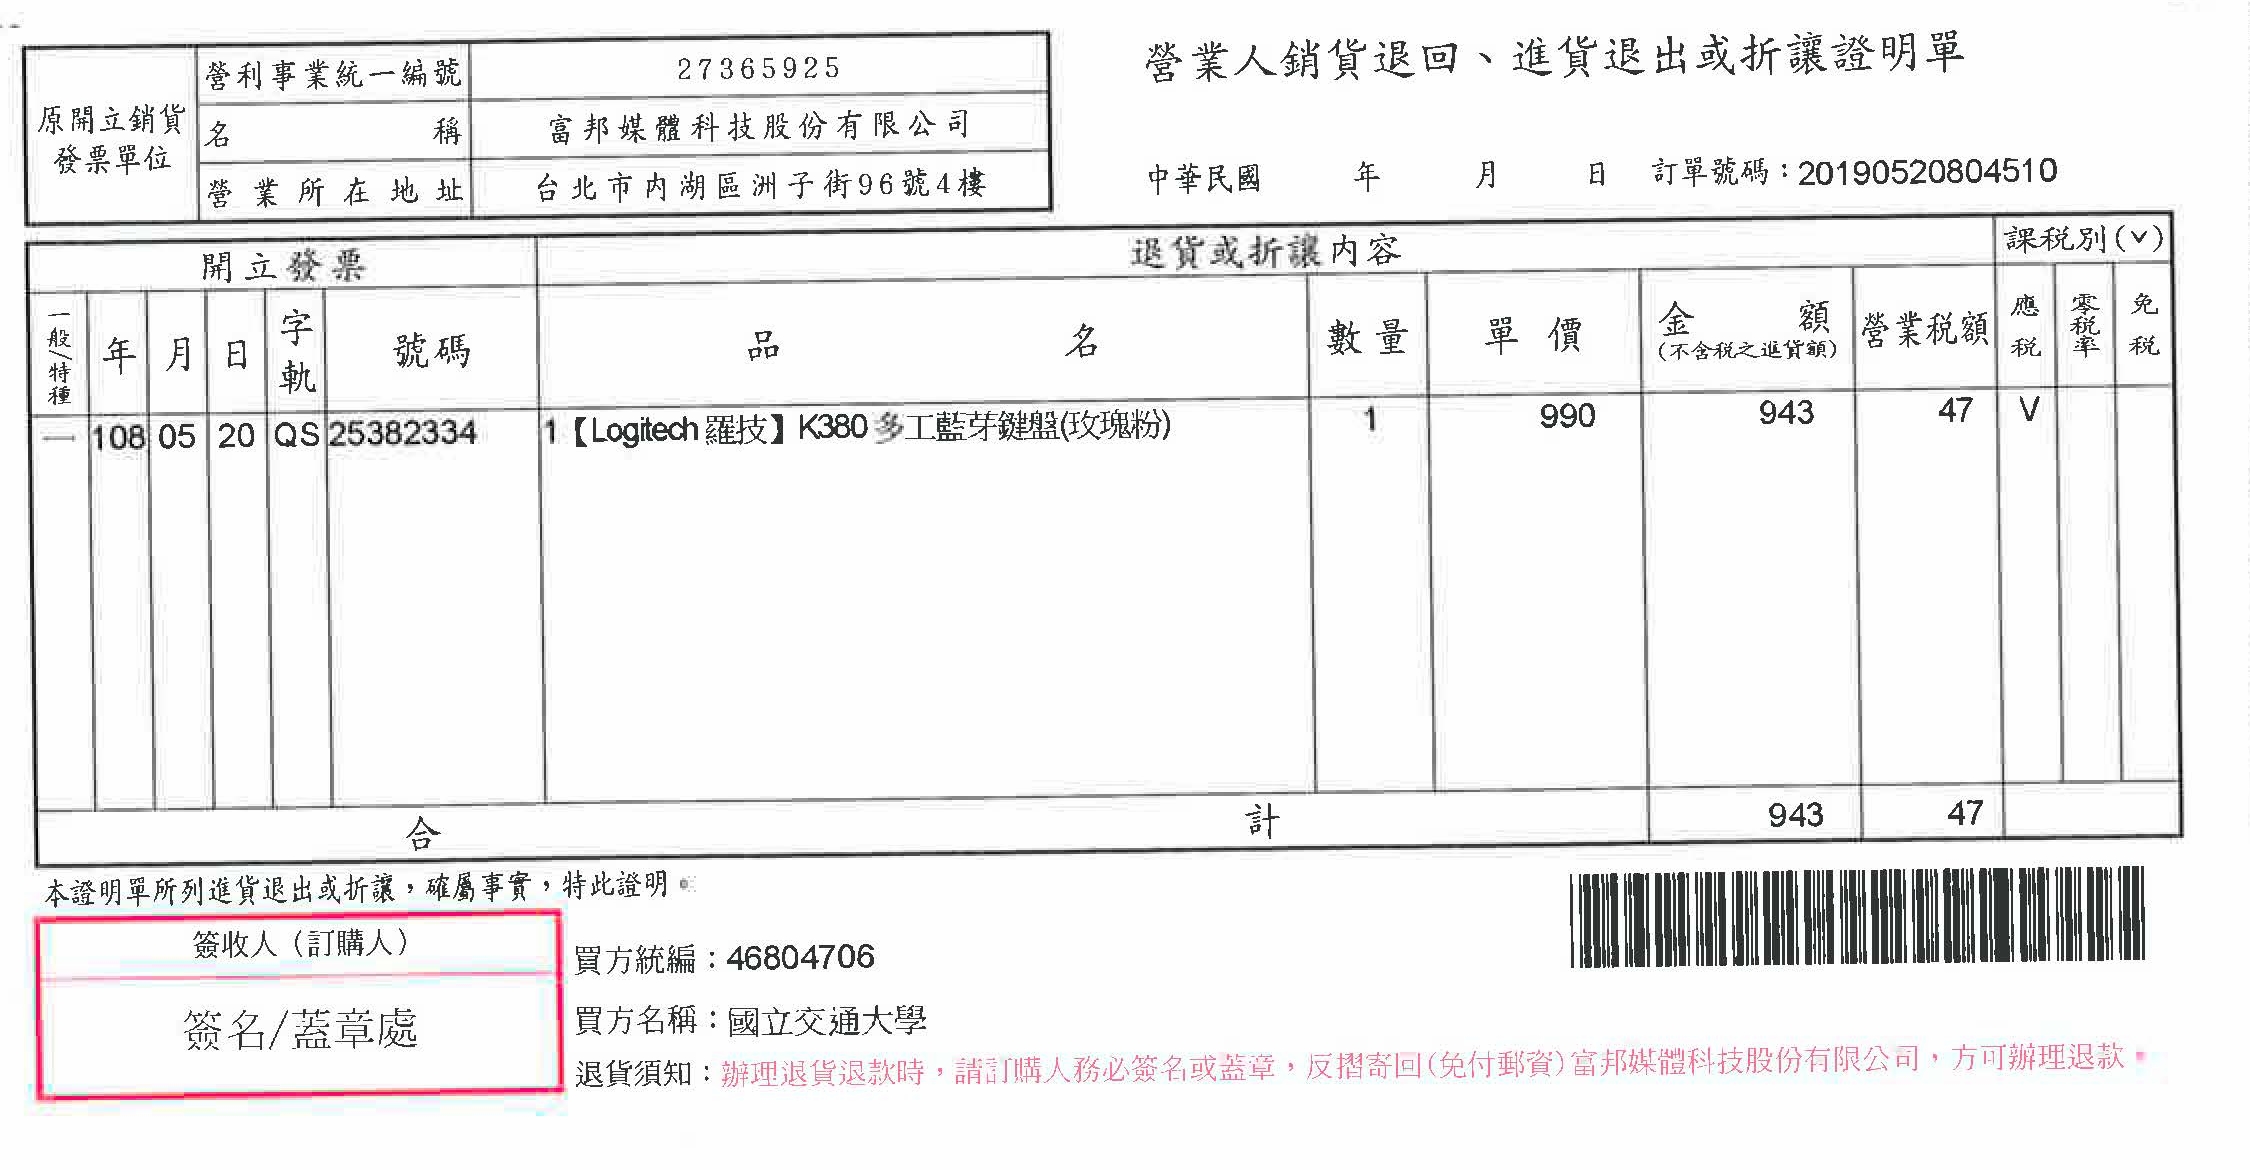 營業人銷貨退回、進貨退出或折讓證明單
原開立銷貨發票單位
營利事業統一編號 27365925
名稱 富邦媒體科技股份有限公司
營業所在地址 台北市內湖區洲子街96號4樓
中華民國 年 月 日 訂單號碼：20190520804510
開立發票 退貨或折讓內容 課稅別(ˇ)
一般/特種 年 月 日 字軌 號碼 品名 數量 單價 金額(不含稅之進貨額) 營業稅額 應稅 零稅率 免稅
一 108 05 20 QS 25382334 1【Logitech 羅技】K380 多工藍芽鍵盤(玫瑰粉) 1 990 943 47 V
合計 943 47
本證明單所列進貨退出或折讓，確屬事實，特此證明。
簽收人（訂購人）
簽名/蓋章處
買方統編：46804706
買方名稱：國立交通大學
退貨須知：辦理退貨退款時，請訂購人務必簽名或蓋章，反摺寄回(免付郵資)富邦媒體科技股份有限公司，方可辦理退款。